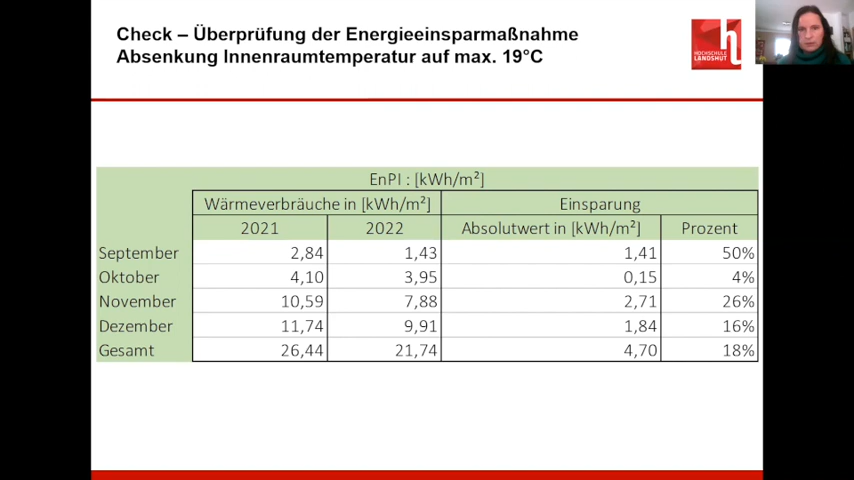 Check – Überprüfung der Energieeinsparmaßnahme
Absenkung Innenraumtemperatur auf max. 19°C
HOCHSCHULE
LANDSHUT
EnPI : [kWh/m²]
Wärmeverbräuche in [kWh/m²] Einsparung
2021 2022 Absolutwert in [kWh/m²] Prozent
September 2,84 1,43 1,41 50%
Oktober 4,10 3,95 0,15 4%
November 10,59 7,88 2,71 26%
Dezember 11,74 9,91 1,84 16%
Gesamt 26,44 21,74 4,70 18%